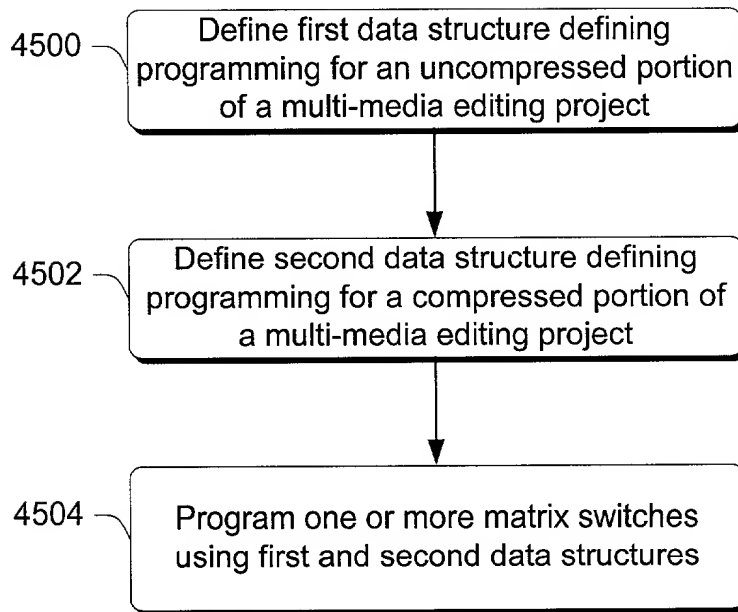 4500
Define first data structure defining
programming for an uncompressed portion
of a multi-media editing project
4502
Define second data structure defining
programming for a compressed portion of
a multi-media editing project
4504
Program one or more matrix switches
using first and second data structures